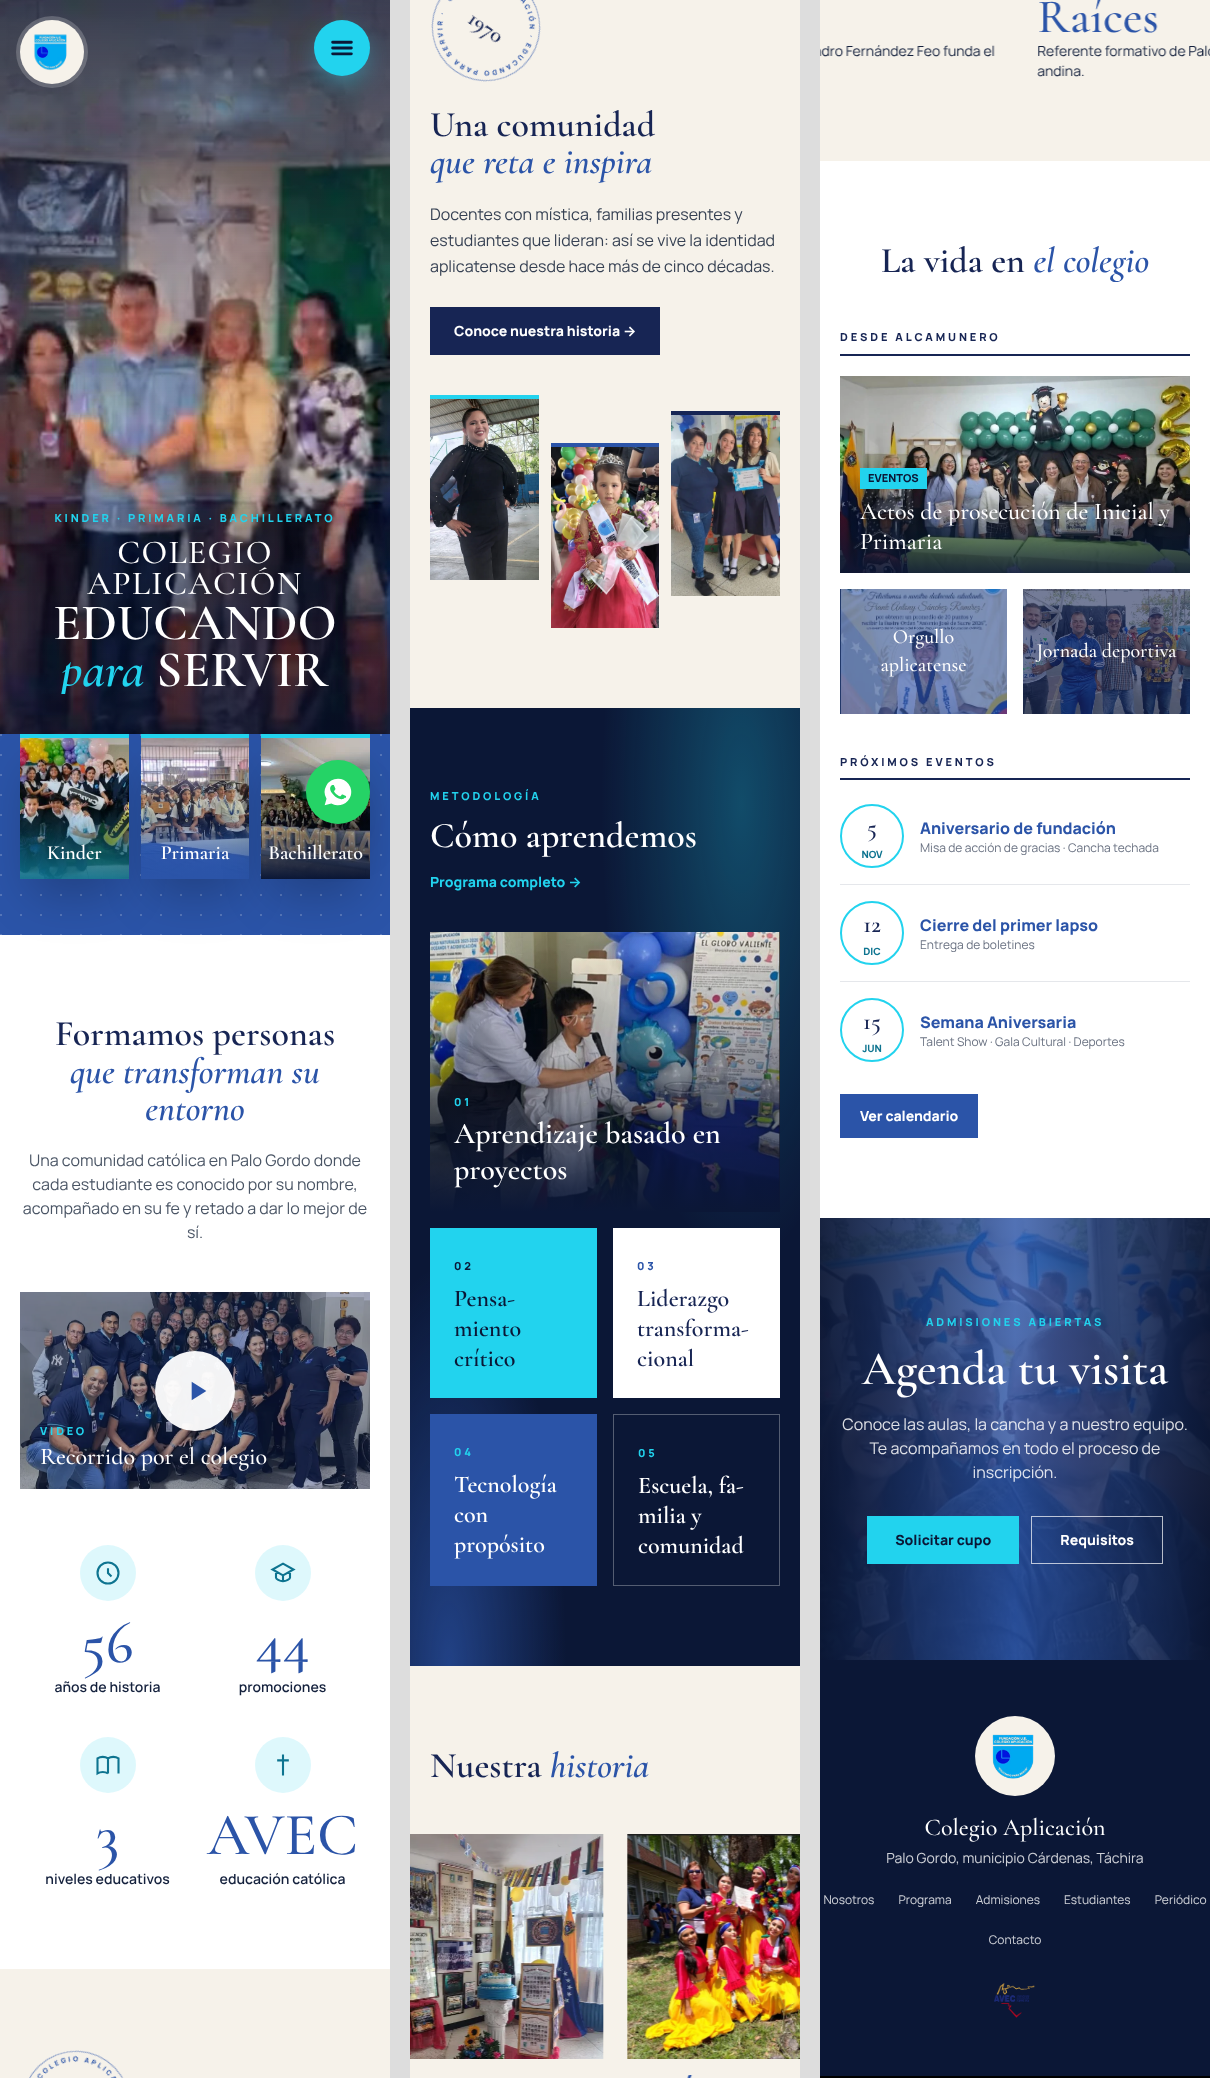 KINDER · PRIMARIA · BACHILLERATO
COLEGIO
APLICACIÓN
EDUCANDO
para SERVIR
Kinder
Primaria
Bachillerato
Formamos personas
que transforman su
entorno
Una comunidad católica en Palo Gordo donde
cada estudiante es conocido por su nombre,
acompañado en su fe y retado a dar lo mejor de
sí.
VIDEO
Recorrido por el colegio
56
años de historia
44
promociones
3
niveles educativos
AVEC
educación católica
COLEGIO APLIC
EDUCANDO PARA SERVIR
1970
Una comunidad
que reta e inspira
Docentes con mística, familias presentes y
estudiantes que lideran: así se vive la identidad
aplicatense desde hace más de cinco décadas.
Conoce nuestra historia →
METODOLOGÍA
Cómo aprendemos
Programa completo →
EL GLOBO VALIENTE
01
Aprendizaje basado en
proyectos
02
Pensa-
miento
crítico
03
Liderazgo
transforma-
cional
04
Tecnología
con
propósito
05
Escuela, fa-
milia y
comunidad
Nuestra historia
Raíces
dro Fernández Feo funda el
Referente formativo de Palo
andina.
La vida en el colegio
DESDE ALCAMUNERO
EVENTOS
Actos de prosecución de Inicial y
Primaria
Orgullo
aplicatense
Jornada deportiva
PRÓXIMOS EVENTOS
5
NOV
Aniversario de fundación
Misa de acción de gracias · Cancha techada
12
DIC
Cierre del primer lapso
Entrega de boletines
15
JUN
Semana Aniversaria
Talent Show · Gala Cultural · Deportes
Ver calendario
ADMISIONES ABIERTAS
Agenda tu visita
Conoce las aulas, la cancha y a nuestro equipo.
Te acompañamos en todo el proceso de
inscripción.
Solicitar cupo
Requisitos
Colegio Aplicación
Palo Gordo, municipio Cárdenas, Táchira
Nosotros
Programa
Admisiones
Estudiantes
Periódico
Contacto
AVEC